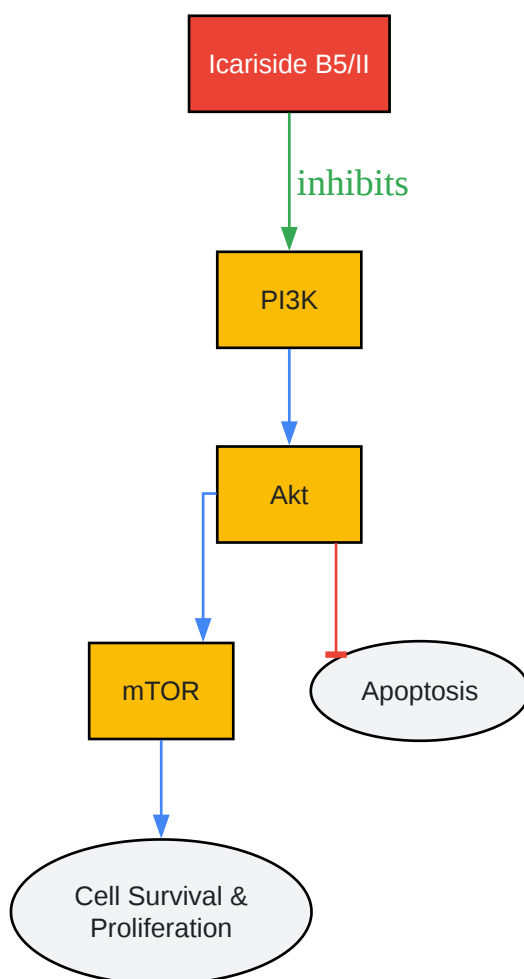 Icariside B5/II
inhibits
PI3K
Akt
mTOR
Apoptosis
Cell Survival &
Proliferation